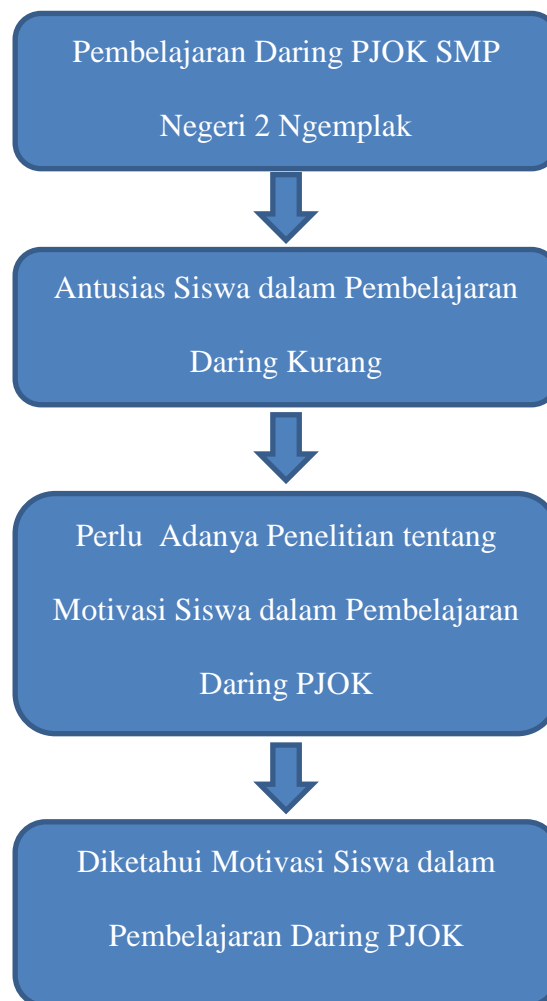 Pembelajaran Daring PJOK SMP
Negeri 2 Ngemplak
Antusias Siswa dalam Pembelajaran
Daring Kurang
Perlu  Adanya Penelitian tentang
Motivasi Siswa dalam Pembelajaran
Daring PJOK
Diketahui Motivasi Siswa dalam
Pembelajaran Daring PJOK